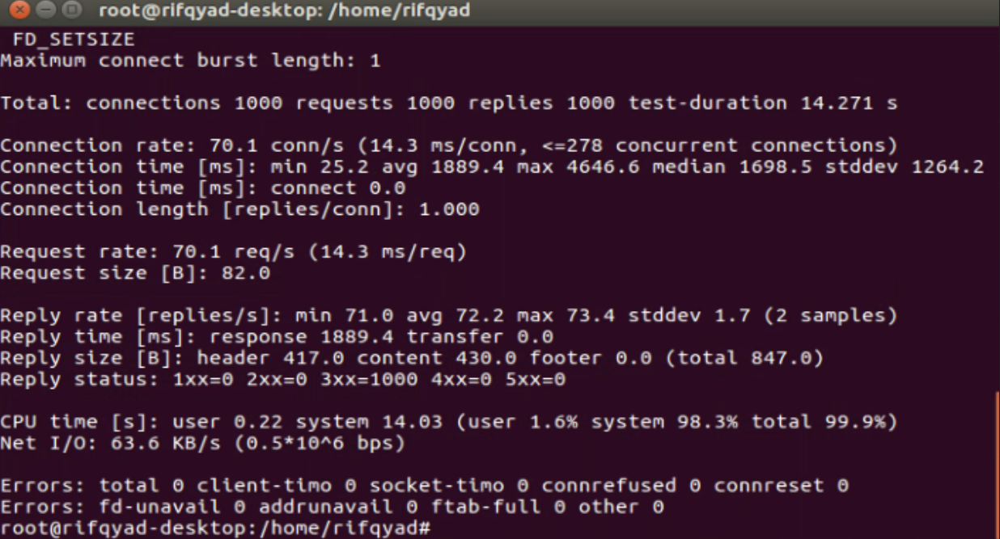 root@rifqyad-desktop: /home/rifqyad
FD_SETSIZE
Maximum connect burst length: 1
Total: connections 1000 requests 1000 replies 1000 test-duration 14.271 s
Connection rate: 70.1 conn/s (14.3 ms/conn, <=278 concurrent connections)
Connection time [ms]: min 25.2 avg 1889.4 max 4646.6 median 1698.5 stddev 1264.2
Connection time [ms]: connect 0.0
Connection length [replies/conn]: 1.000
Request rate: 70.1 req/s (14.3 ms/req)
Request size [B]: 82.0
Reply rate [replies/s]: min 71.0 avg 72.2 max 73.4 stddev 1.7 (2 samples)
Reply time [ms]: response 1889.4 transfer 0.0
Reply size [B]: header 417.0 content 430.0 footer 0.0 (total 847.0)
Reply status: 1xx=0 2xx=0 3xx=1000 4xx=0 5xx=0
CPU time [s]: user 0.22 system 14.03 (user 1.6% system 98.3% total 99.9%)
Net I/O: 63.6 KB/s (0.5*10^6 bps)
Errors: total 0 client-timo 0 socket-timo 0 connrefused 0 connreset 0
Errors: fd-unavail 0 addrunavail 0 ftab-full 0 other 0
root@rifqyad-desktop:/home/rifqyad#